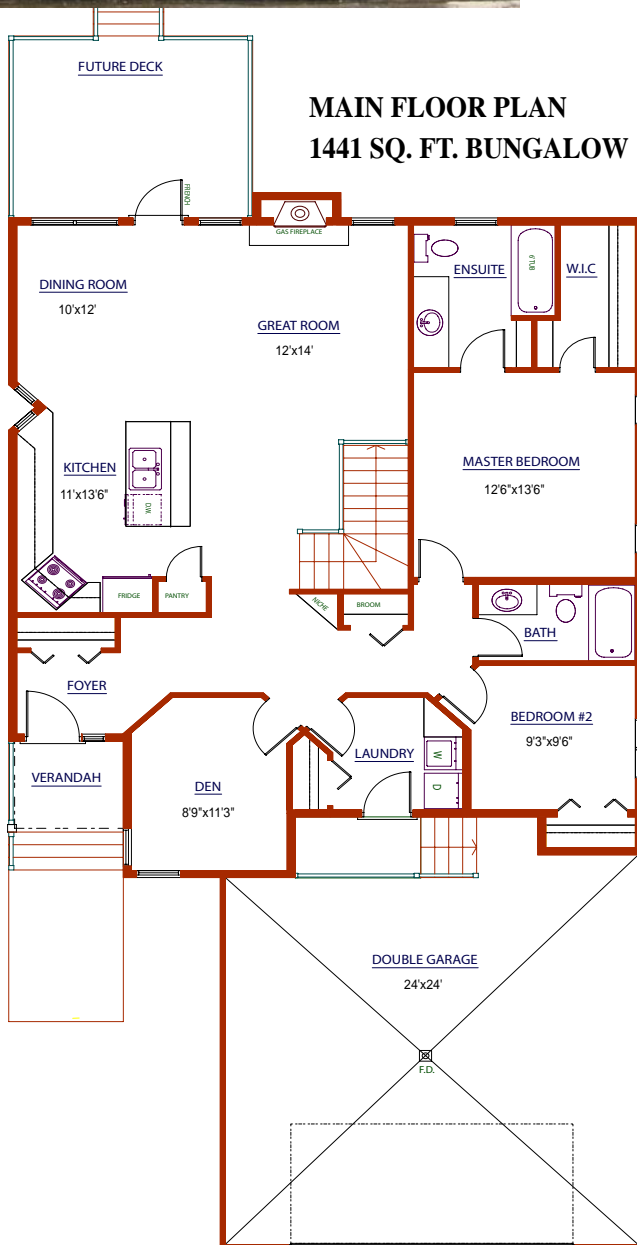 FUTURE DECK
MAIN FLOOR PLAN
1441 SQ. FT. BUNGALOW
FRENCH
GAS FIREPLACE
ENSUITE
6'TUB
W.I.C
DINING ROOM
10'x12'
GREAT ROOM
12'x14'
KITCHEN
11'x13'6"
D/W.
MASTER BEDROOM
12'6"x13'6"
FRIDGE
PANTRY
NICHE
BROOM
BATH
FOYER
BEDROOM #2
9'3"x9'6"
LAUNDRY
W
D
VERANDAH
DEN
8'9"x11'3"
DOUBLE GARAGE
24'x24'
F.D.